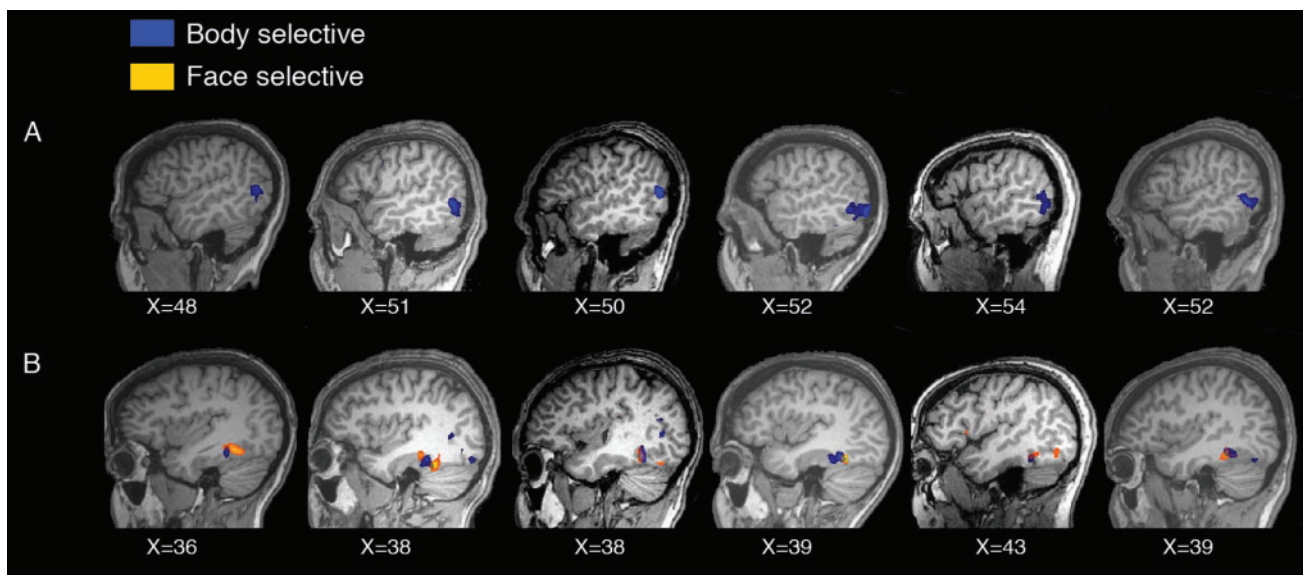 Body selective
Face selective
A
X=48 X=51 X=50 X=52 X=54 X=52
B
X=36 X=38 X=38 X=39 X=43 X=39